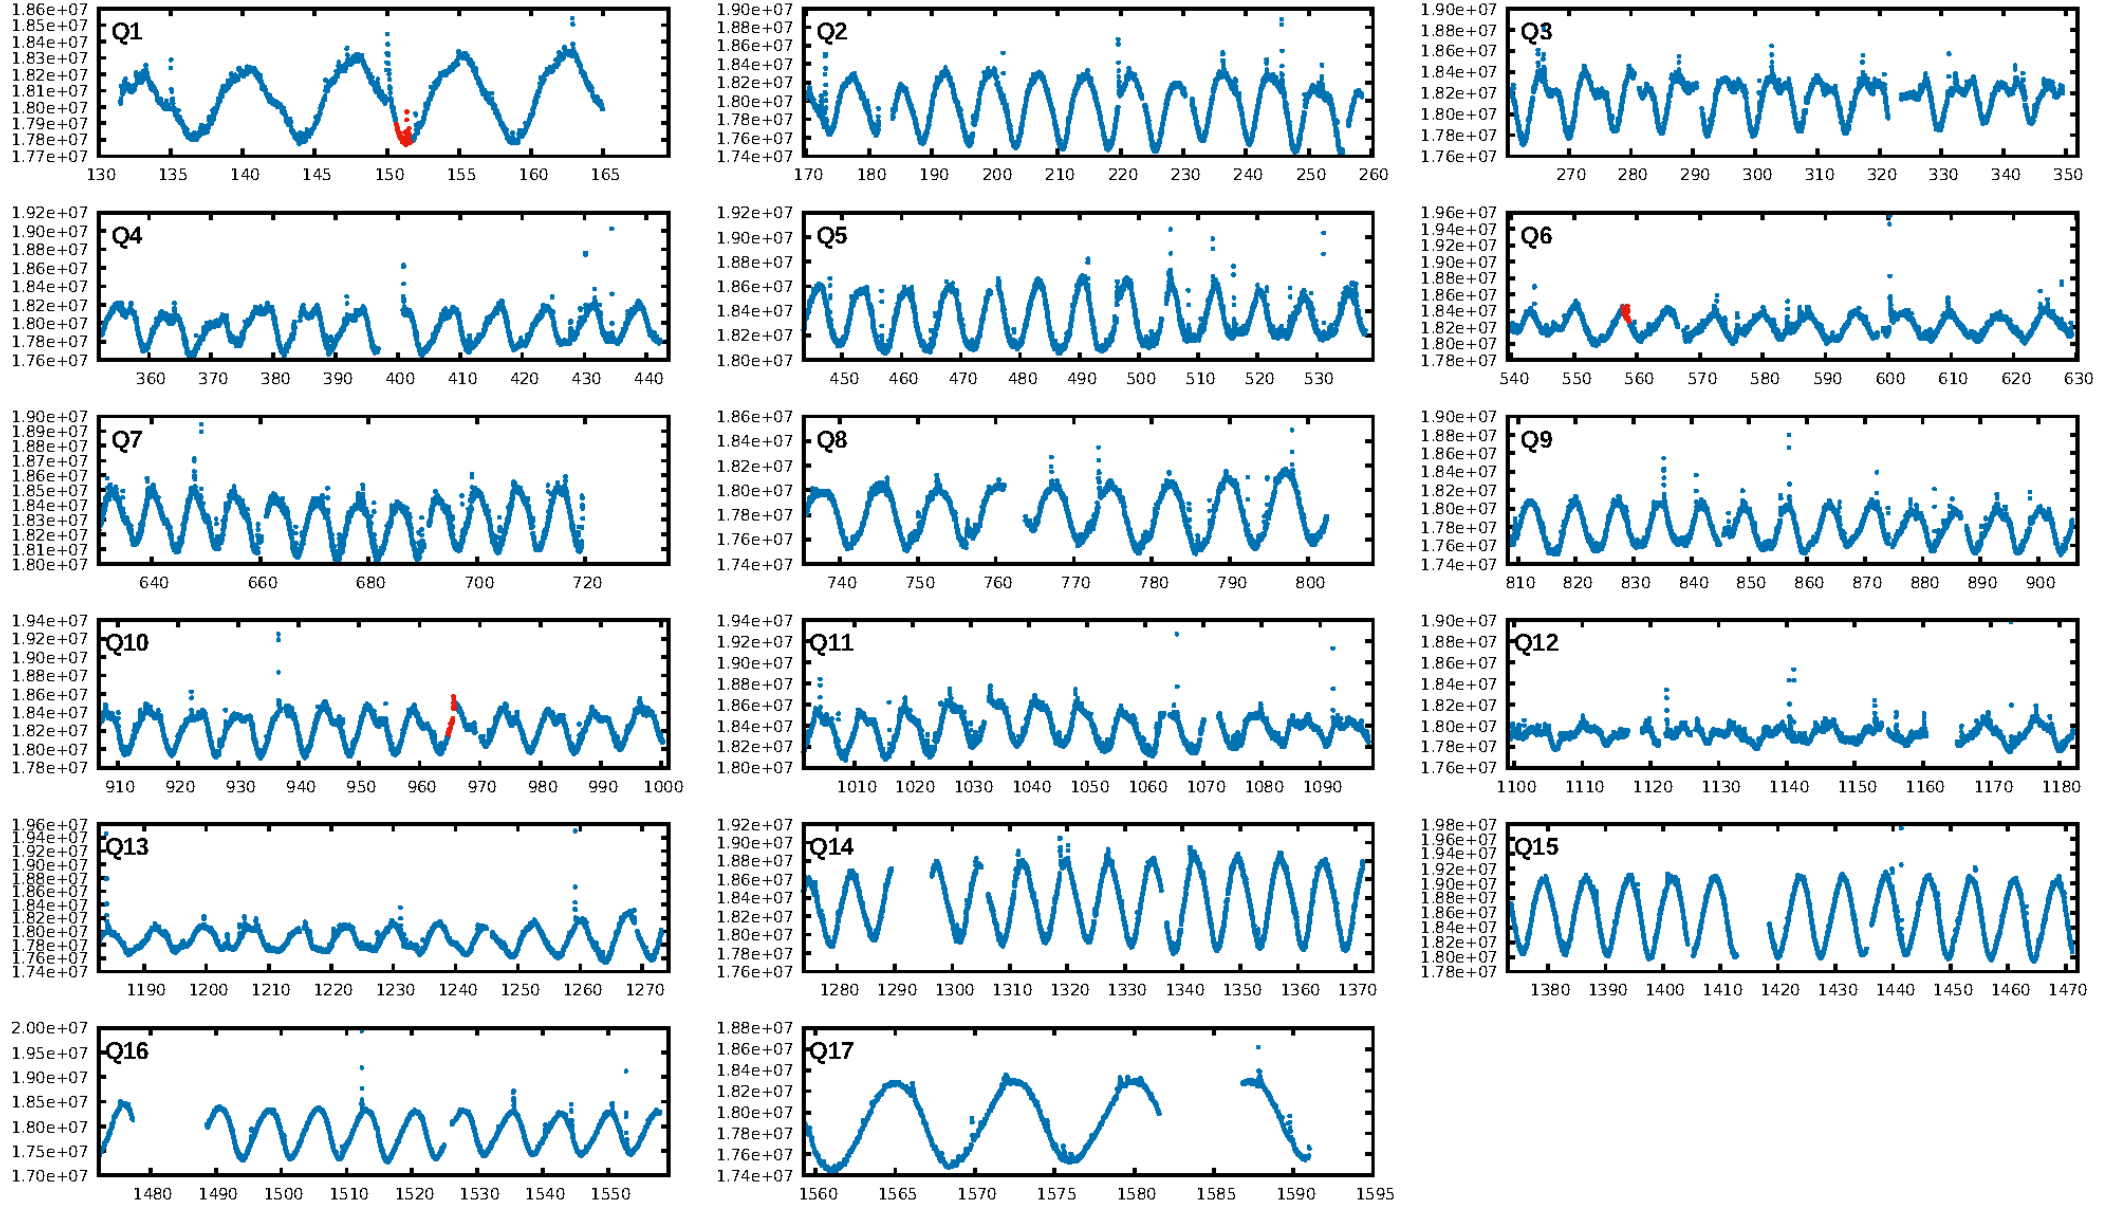 1.86e+07
1.85e+07
1.84e+07
1.83e+07
1.82e+07
1.81e+07
1.80e+07
1.79e+07
1.78e+07
1.77e+07
Q1
130 135 140 145 150 155 160 165
1.90e+07
1.88e+07
1.86e+07
1.84e+07
1.82e+07
1.80e+07
1.78e+07
1.76e+07
1.74e+07
Q2
170 180 190 200 210 220 230 240 250 260
1.90e+07
1.88e+07
1.86e+07
1.84e+07
1.82e+07
1.80e+07
1.78e+07
1.76e+07
Q3
270 280 290 300 310 320 330 340 350
1.92e+07
1.90e+07
1.88e+07
1.86e+07
1.84e+07
1.82e+07
1.80e+07
1.78e+07
1.76e+07
Q4
360 370 380 390 400 410 420 430 440
1.92e+07
1.90e+07
1.88e+07
1.86e+07
1.84e+07
1.82e+07
1.80e+07
Q5
450 460 470 480 490 500 510 520 530
1.96e+07
1.94e+07
1.92e+07
1.90e+07
1.88e+07
1.86e+07
1.84e+07
1.82e+07
1.80e+07
1.78e+07
Q6
540 550 560 570 580 590 600 610 620 630
1.90e+07
1.89e+07
1.88e+07
1.87e+07
1.86e+07
1.85e+07
1.84e+07
1.83e+07
1.82e+07
1.81e+07
1.80e+07
Q7
640 660 680 700 720
1.86e+07
1.84e+07
1.82e+07
1.80e+07
1.78e+07
1.76e+07
1.74e+07
Q8
740 750 760 770 780 790 800
1.90e+07
1.88e+07
1.86e+07
1.84e+07
1.82e+07
1.80e+07
1.78e+07
1.76e+07
1.74e+07
Q9
810 820 830 840 850 860 870 880 890 900
1.94e+07
1.92e+07
1.90e+07
1.88e+07
1.86e+07
1.84e+07
1.82e+07
1.80e+07
1.78e+07
Q10
910 920 930 940 950 960 970 980 990 1000
1.94e+07
1.92e+07
1.90e+07
1.88e+07
1.86e+07
1.84e+07
1.82e+07
1.80e+07
Q11
1010 1020 1030 1040 1050 1060 1070 1080 1090
1.90e+07
1.88e+07
1.86e+07
1.84e+07
1.82e+07
1.80e+07
1.78e+07
1.76e+07
Q12
1100 1110 1120 1130 1140 1150 1160 1170 1180
1.96e+07
1.94e+07
1.92e+07
1.90e+07
1.88e+07
1.86e+07
1.84e+07
1.82e+07
1.80e+07
1.78e+07
1.76e+07
1.74e+07
Q13
1190 1200 1210 1220 1230 1240 1250 1260 1270
1.92e+07
1.90e+07
1.88e+07
1.86e+07
1.84e+07
1.82e+07
1.80e+07
1.78e+07
1.76e+07
Q14
1280 1290 1300 1310 1320 1330 1340 1350 1360 1370
1.98e+07
1.96e+07
1.94e+07
1.92e+07
1.90e+07
1.88e+07
1.86e+07
1.84e+07
1.82e+07
1.80e+07
1.78e+07
Q15
1380 1390 1400 1410 1420 1430 1440 1450 1460 1470
2.00e+07
1.95e+07
1.90e+07
1.85e+07
1.80e+07
1.75e+07
1.70e+07
Q16
1480 1490 1500 1510 1520 1530 1540 1550
1.88e+07
1.86e+07
1.84e+07
1.82e+07
1.80e+07
1.78e+07
1.76e+07
1.74e+07
Q17
1560 1565 1570 1575 1580 1585 1590 1595